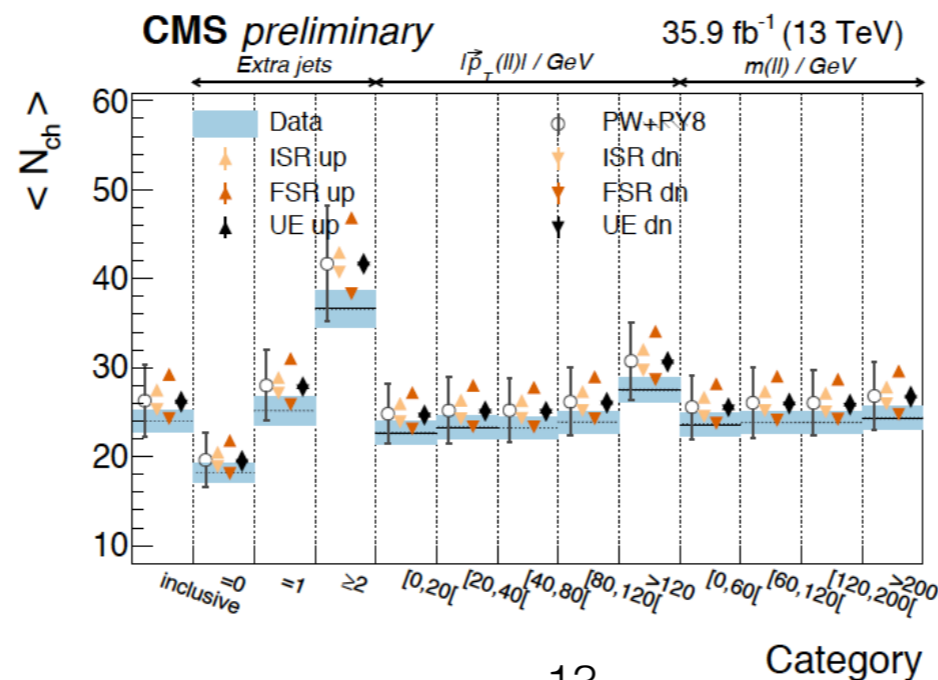 CMS preliminary 35.9 fb⁻¹ (13 TeV)
Extra jets |p⃗_T(ll)| / GeV m(ll) / GeV
< N_ch >
60
50
40
30
20
10
Data PW+PY8
ISR up ISR dn
FSR up FSR dn
UE up UE dn
inclusive =0 =1 ≥2 [0,20[ [20,40[ [40,80[ [80,120[ >120 [0,60[ [60,120[ [120,200[ >200
Category